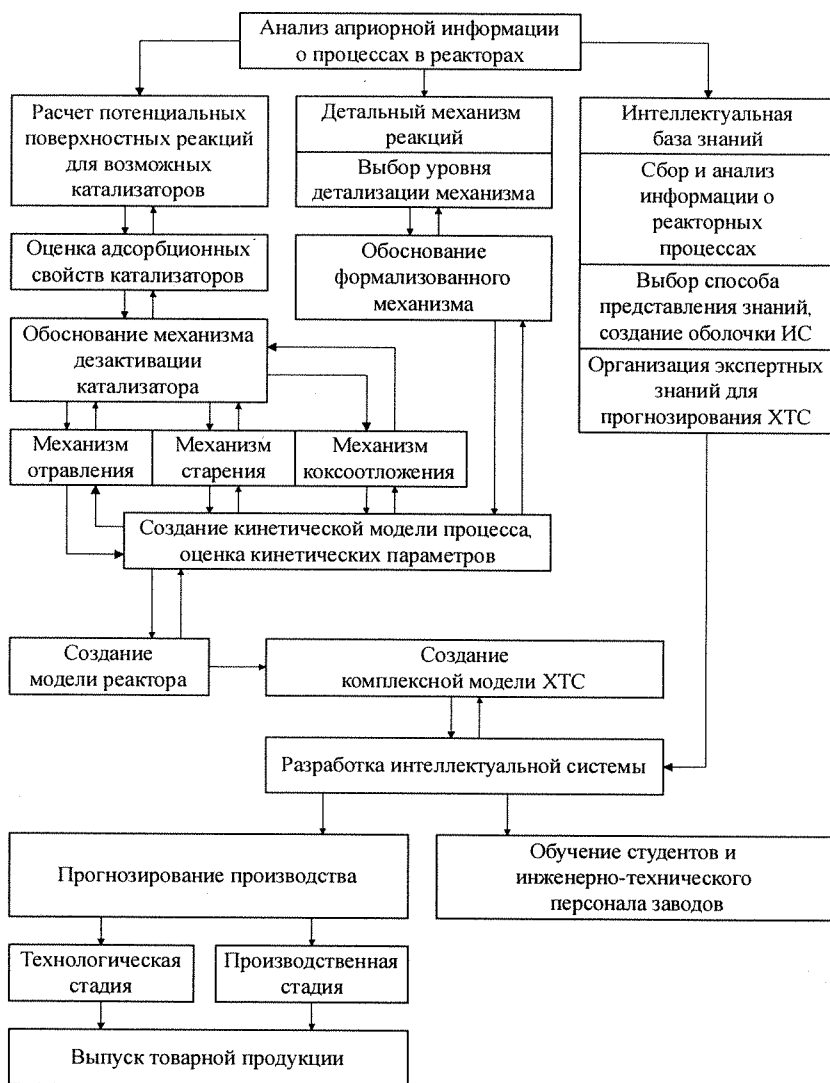 Анализ априорной информации
о процессах в реакторах
Расчет потенциальных
поверхностных реакций
для возможных
катализаторов
Детальный механизм
реакций
Выбор уровня
детализации механизма
Интеллектуальная
база знаний
Сбор и анализ
информации о
реакторных
процессах
Оценка адсорбционных
свойств катализаторов
Обоснование
формализованного
механизма
Выбор способа
представления знаний,
создание оболочки ИС
Обоснование механизма
дезактивации
катализатора
Организация экспертных
знаний для
прогнозирования ХТС
Механизм
отравления
Механизм
старения
Механизм
коксоотложения
Создание кинетической модели процесса,
оценка кинетических параметров
Создание
модели реактора
Создание
комплексной модели ХТС
Разработка интеллектуальной системы
Прогнозирование производства
Обучение студентов и
инженерно-технического
персонала заводов
Технологическая
стадия
Производственная
стадия
Выпуск товарной продукции